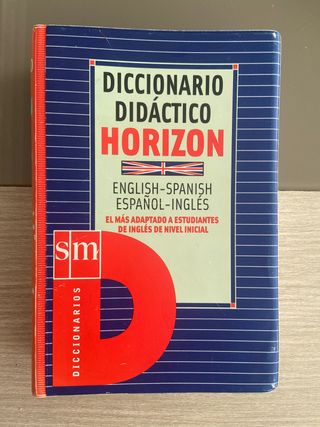 DICCIONARIO
DIDÁCTICO
HORIZON
ENGLISH-SPANISH
ESPAÑOL-INGLÉS
EL MÁS ADAPTADO A ESTUDIANTES
DE INGLÉS DE NIVEL INICIAL
sm
D
DICCIONARIOS